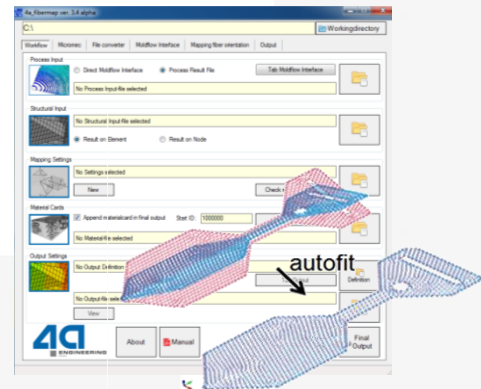 4a_fibermap ver. 3.4 alpha
C:\
Workingdirectory
Workflow Micromec File converter Moldflow Interface Mapping fiber orientation Output
Process Input
Direct Moldflow Interface Process Result File Tab Moldflow Interface
No Process Input-file selected
Structural Input
No Structural Input-file selected
Result on Element Result on Node
Mapping Settings
No Settings selected
New Check
Material Cards
Append materialcard in final output Start ID: 1000000
No Material-file selected
Output Settings
No Output Definition
autofit
Definition
No Output-file selected
View
4a
ENGINEERING
About Manual
Final
Output